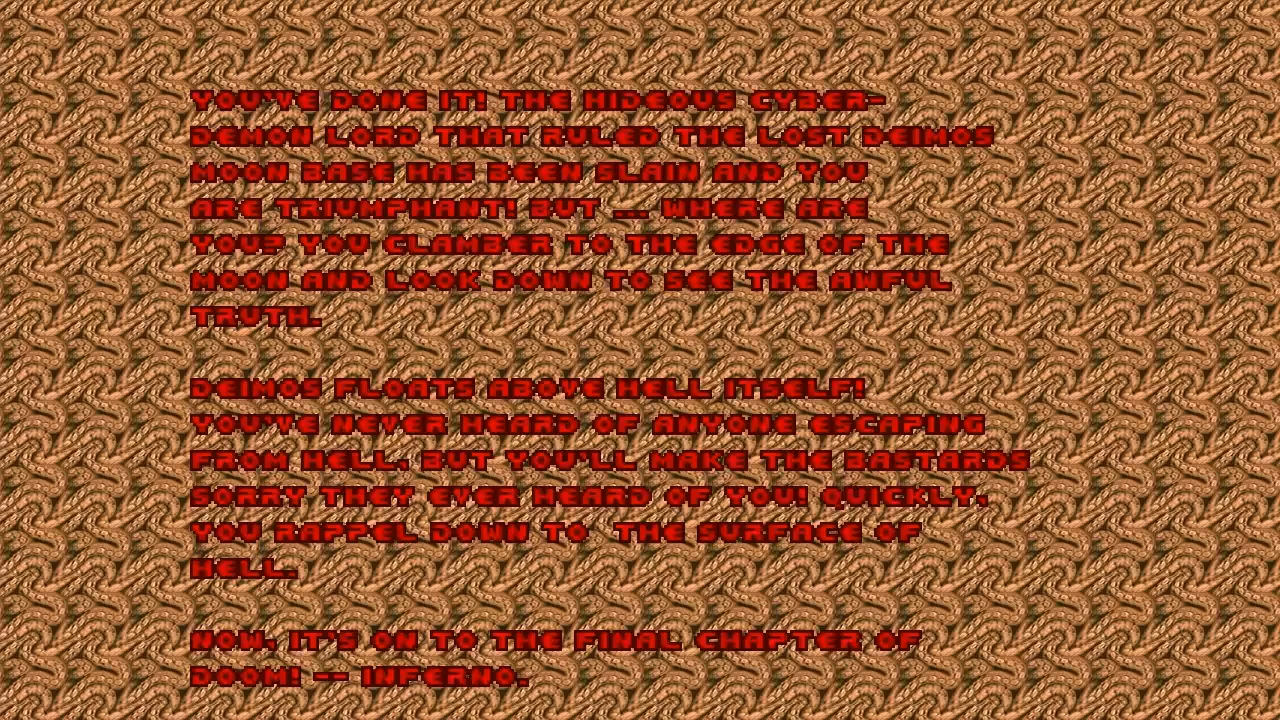 YOU'VE DONE IT! THE HIDEOUS CYBER-
DEMON LORD THAT RULED THE LOST DEIMOS
MOON BASE HAS BEEN SLAIN AND YOU
ARE TRIUMPHANT! BUT ... WHERE ARE
YOU? YOU CLAMBER TO THE EDGE OF THE
MOON AND LOOK DOWN TO SEE THE AWFUL
TRUTH.
DEIMOS FLOATS ABOVE HELL ITSELF!
YOU'VE NEVER HEARD OF ANYONE ESCAPING
FROM HELL, BUT YOU'LL MAKE THE BASTARDS
SORRY THEY EVER HEARD OF YOU! QUICKLY,
YOU RAPPEL DOWN TO  THE SURFACE OF
HELL.
NOW, IT'S ON TO THE FINAL CHAPTER OF
DOOM! -- INFERNO.